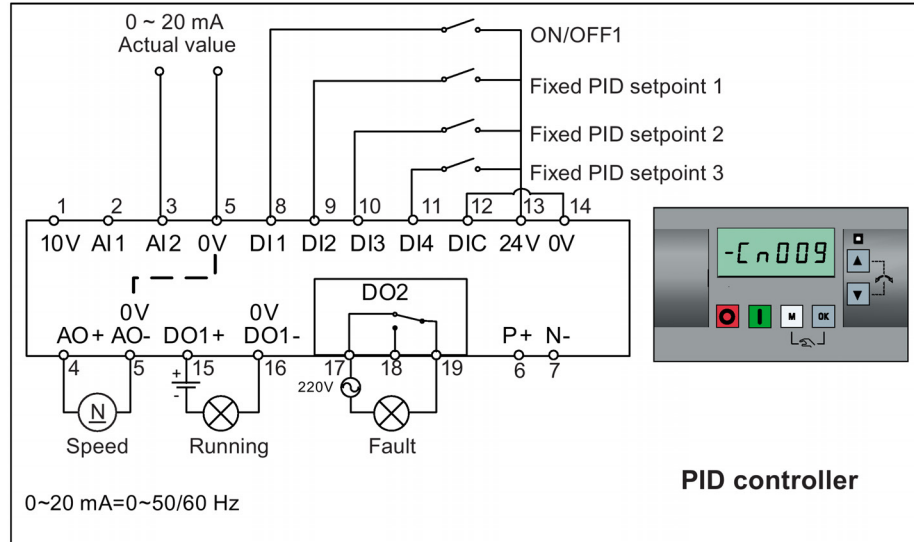 0 ~ 20 mA
Actual value
ON/OFF1
Fixed PID setpoint 1
Fixed PID setpoint 2
Fixed PID setpoint 3
1 2 3 5 8 9 10 11 12 13 14
10V AI1 AI2 0V DI1 DI2 DI3 DI4 DIC 24V 0V
-Cn009
M OK
DO2
0V 0V
AO+ AO- DO1+ DO1- P+ N-
4 5 15 16 17 18 19 6 7
+
-
220V
N
Speed Running Fault
PID controller
0~20 mA=0~50/60 Hz